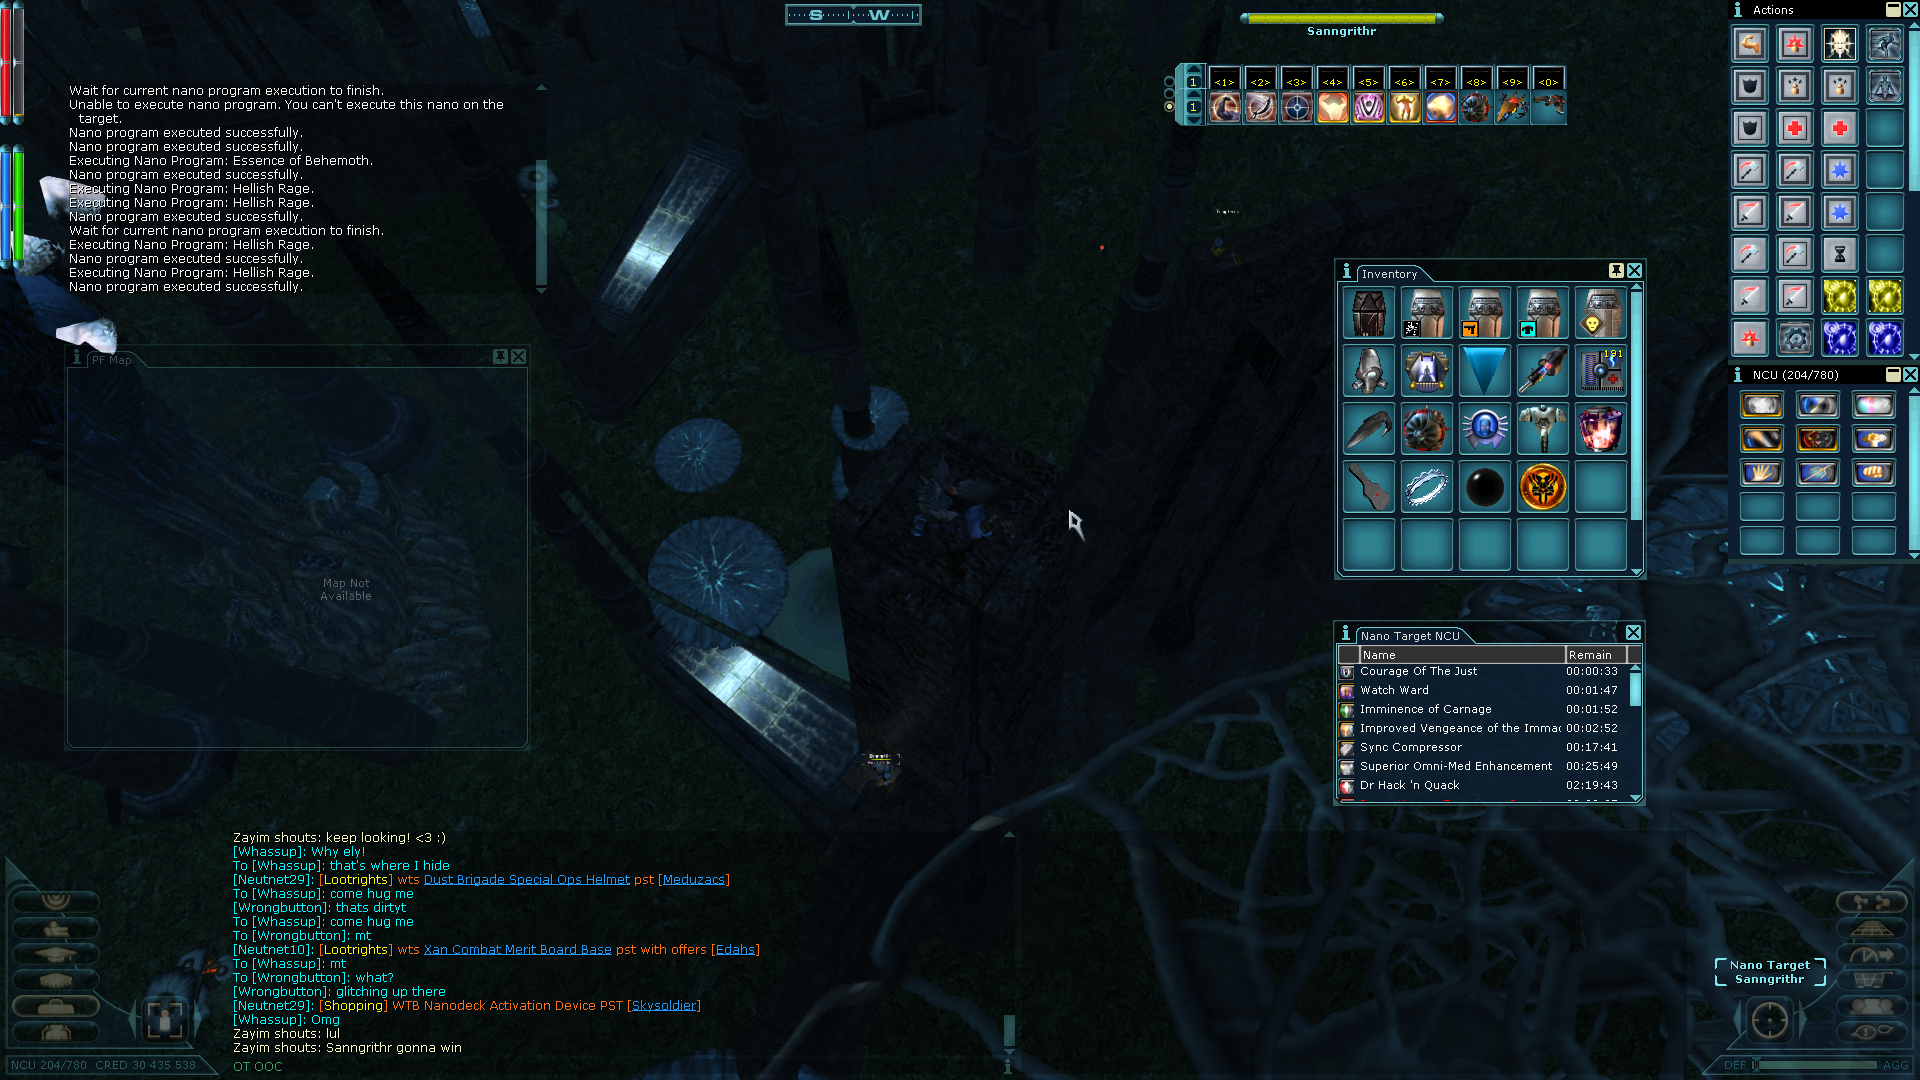 S W
Sanngrithr
1 <1> <2> <3> <4> <5> <6> <7> <8> <9> <0>
1
Actions
Wait for current nano program execution to finish.
Unable to execute nano program. You can't execute this nano on the
target.
Nano program executed successfully.
Nano program executed successfully.
Executing Nano Program: Essence of Behemoth.
Nano program executed successfully.
Executing Nano Program: Hellish Rage.
Executing Nano Program: Hellish Rage.
Nano program executed successfully.
Wait for current nano program execution to finish.
Executing Nano Program: Hellish Rage.
Nano program executed successfully.
Executing Nano Program: Hellish Rage.
Nano program executed successfully.
Inventory
191
PF Map
Map Not
Available
NCU (204/780)
Nano Target NCU
Name Remain
Courage Of The Just 00:00:33
Watch Ward 00:01:47
Imminence of Carnage 00:01:52
Improved Vengeance of the Immac 00:02:52
Sync Compressor 00:17:41
Superior Omni-Med Enhancement 00:25:49
Dr Hack 'n Quack 02:19:43
Zayim shouts: keep looking! <3 :)
[Whassup]: Why ely!
To [Whassup]: that's where I hide
[Neutnet29]: [Lootrights] wts Dust Brigade Special Ops Helmet pst [Meduzacs]
To [Whassup]: come hug me
[Wrongbutton]: thats dirtyt
To [Whassup]: come hug me
To [Wrongbutton]: mt
[Neutnet10]: [Lootrights] wts Xan Combat Merit Board Base pst with offers [Edahs]
To [Whassup]: mt
To [Wrongbutton]: what?
[Wrongbutton]: glitching up there
[Neutnet29]: [Shopping] WTB Nanodeck Activation Device PST [Skysoldier]
[Whassup]: Omg
Zayim shouts: lul
Zayim shouts: Sanngrithr gonna win
OT OOC
Nano Target
Sanngrithr
NCU 204/780 CRED 30 435 538
DEF AGG